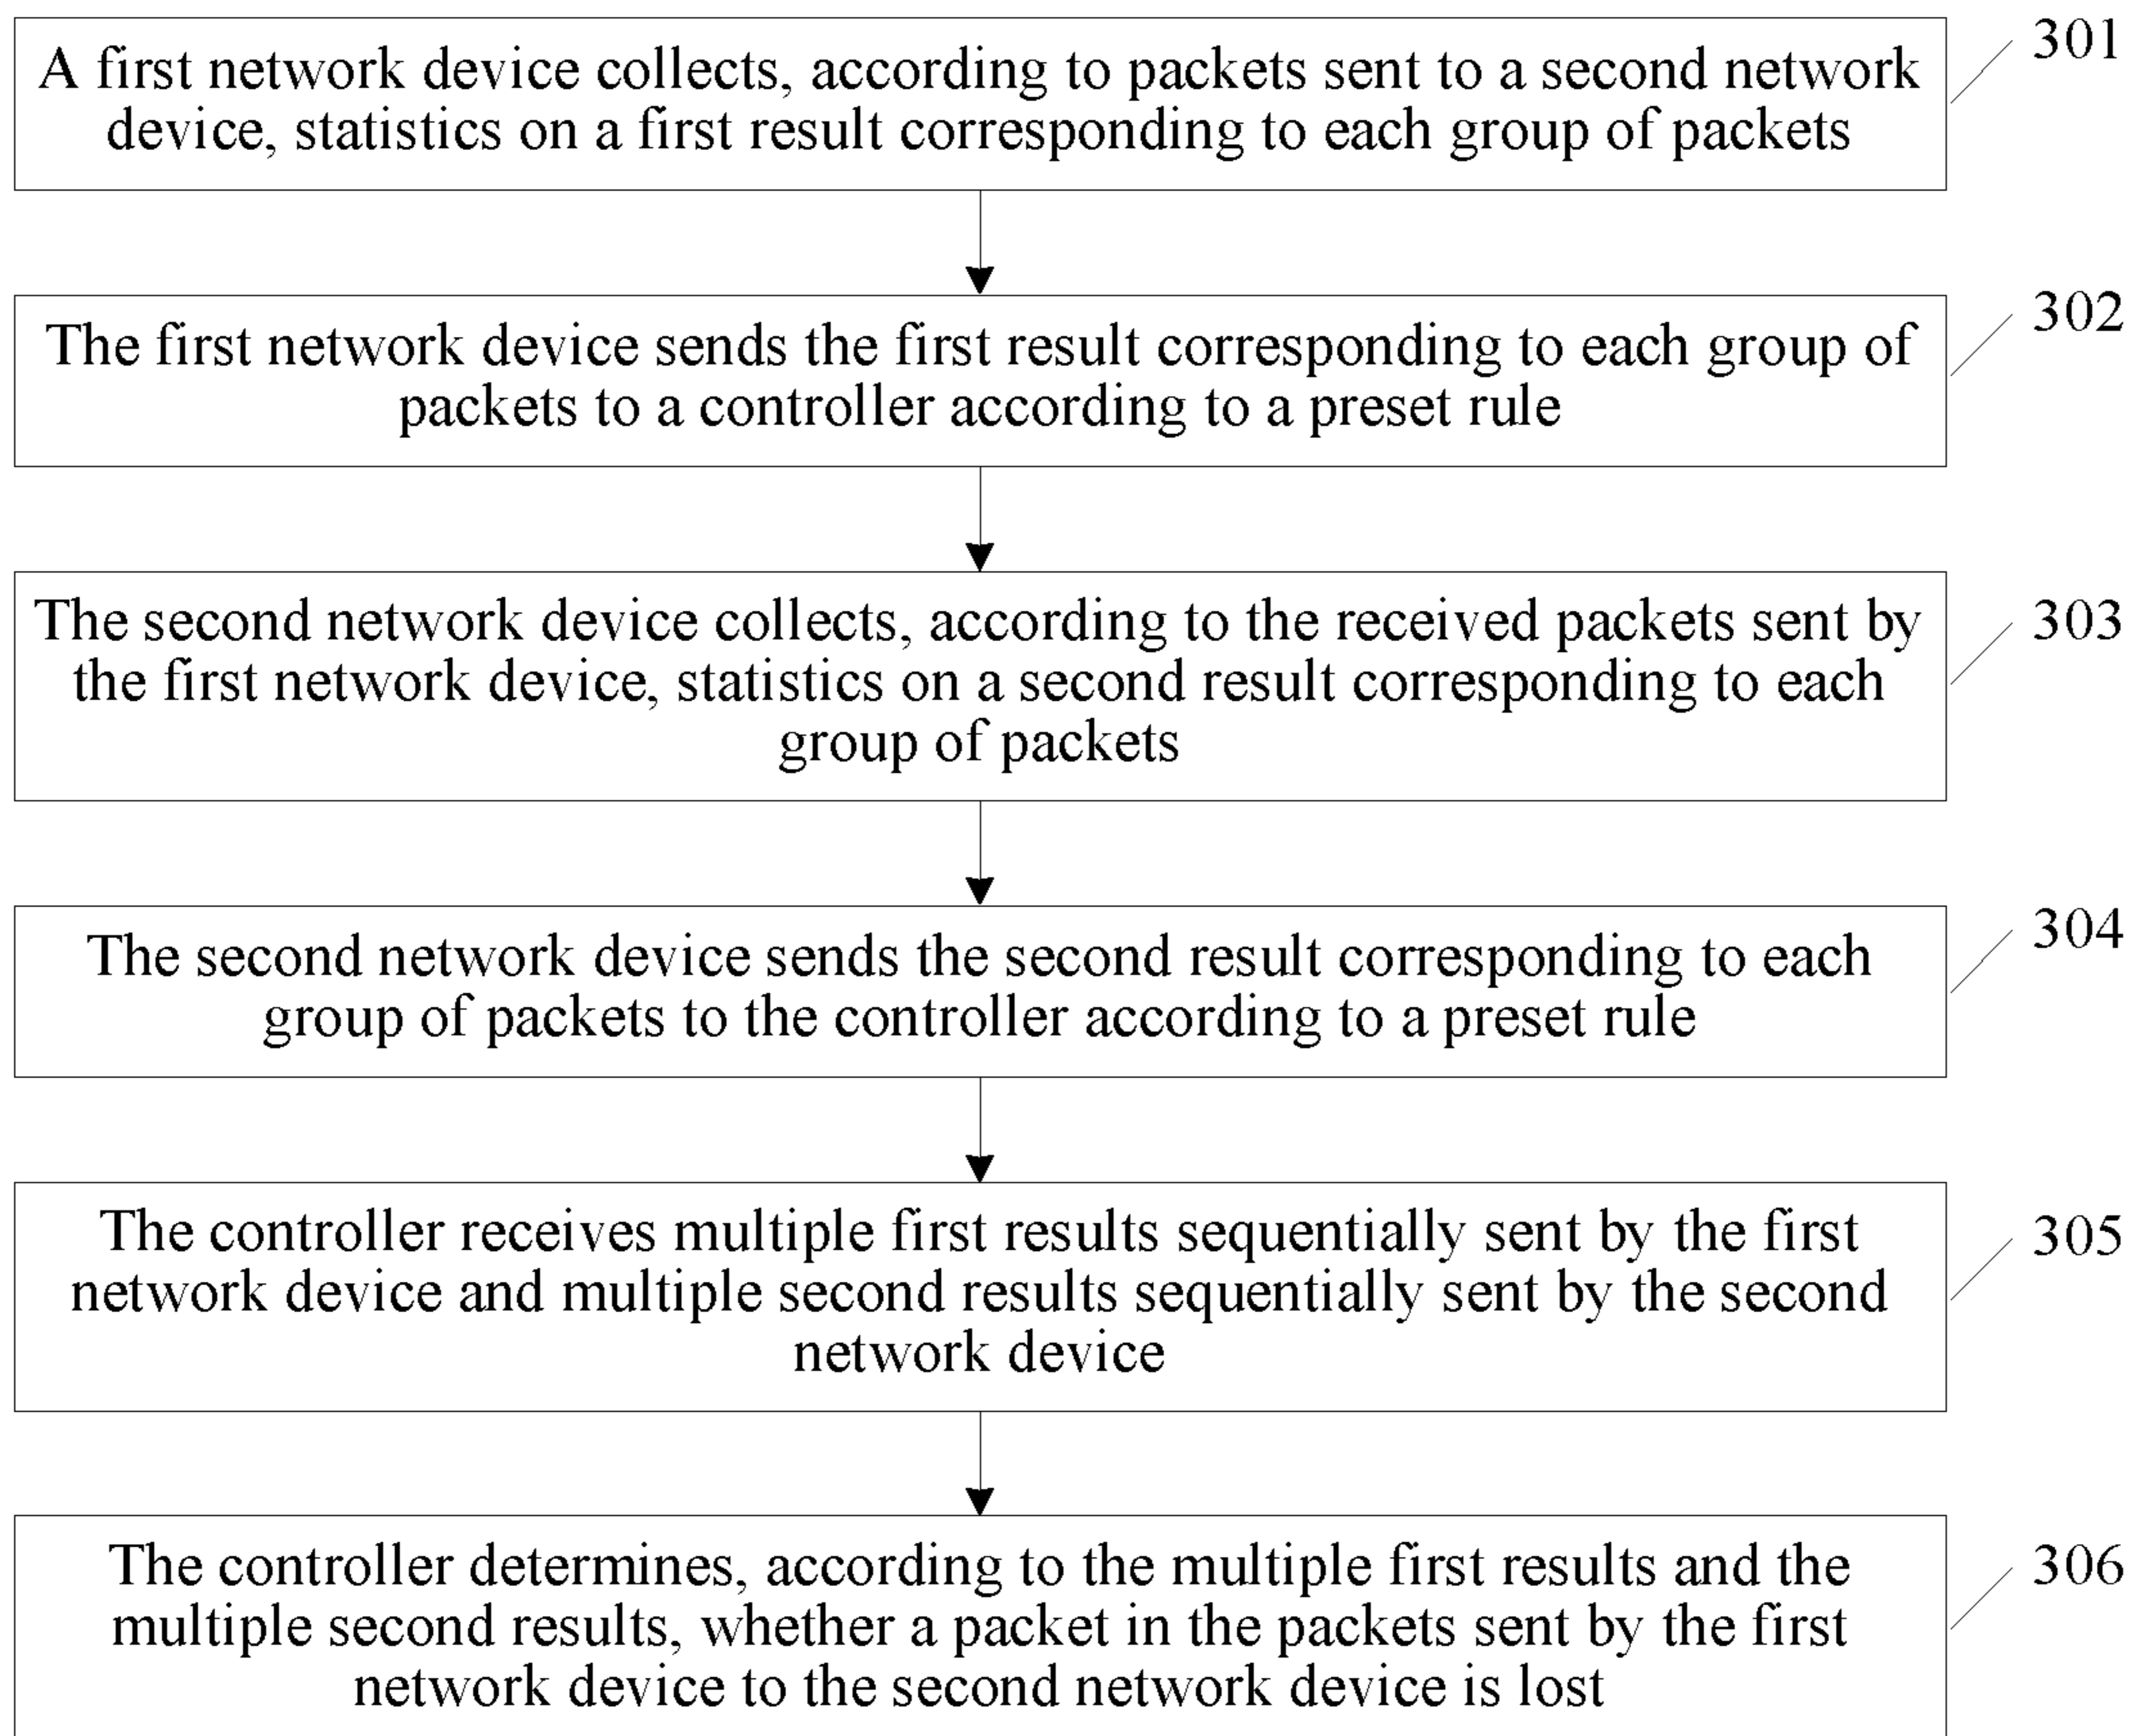 A first network device collects, according to packets sent to a second network
device, statistics on a first result corresponding to each group of packets
301
The first network device sends the first result corresponding to each group of
packets to a controller according to a preset rule
302
The second network device collects, according to the received packets sent by
the first network device, statistics on a second result corresponding to each
group of packets
303
The second network device sends the second result corresponding to each
group of packets to the controller according to a preset rule
304
The controller receives multiple first results sequentially sent by the first
network device and multiple second results sequentially sent by the second
network device
305
The controller determines, according to the multiple first results and the
multiple second results, whether a packet in the packets sent by the first
network device to the second network device is lost
306